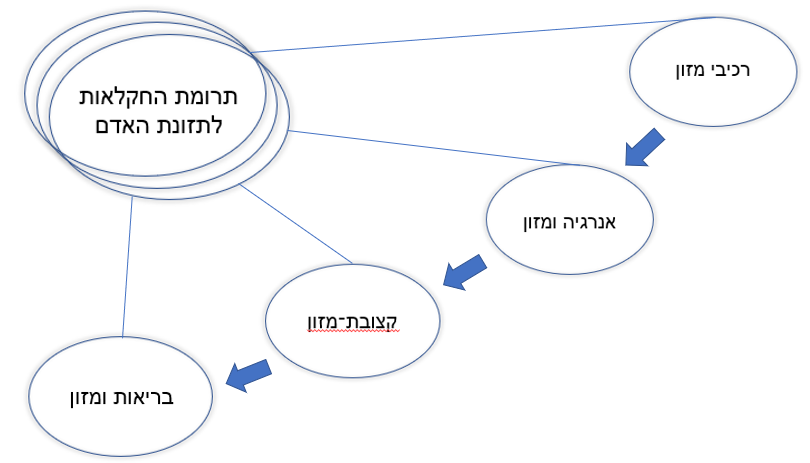 תרומת החקלאות
לתזונת האדם
רכיבי מזון
אנרגיה ומזון
קצובת־מזון
בריאות ומזון